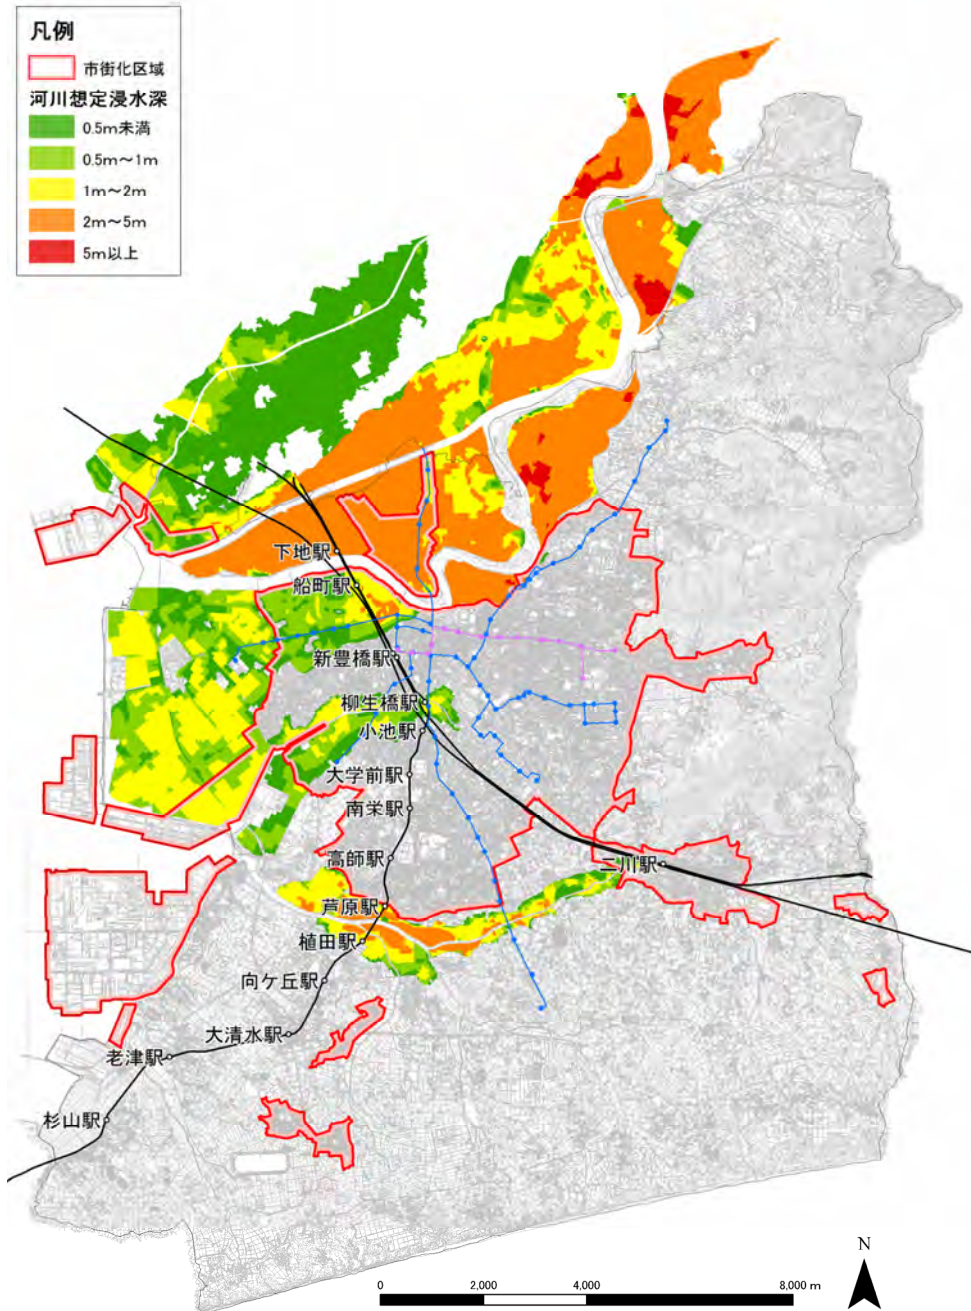 凡例
市街化区域
河川想定浸水深
0.5m未満
0.5m～1m
1m～2m
2m～5m
5m以上
下地駅
船町駅
新豊橋駅
柳生橋駅
小池駅
大学前駅
南栄駅
高師駅
二川駅
芦原駅
植田駅
向ケ丘駅
大清水駅
老津駅
杉山駅
N
0 2,000 4,000 8,000 m